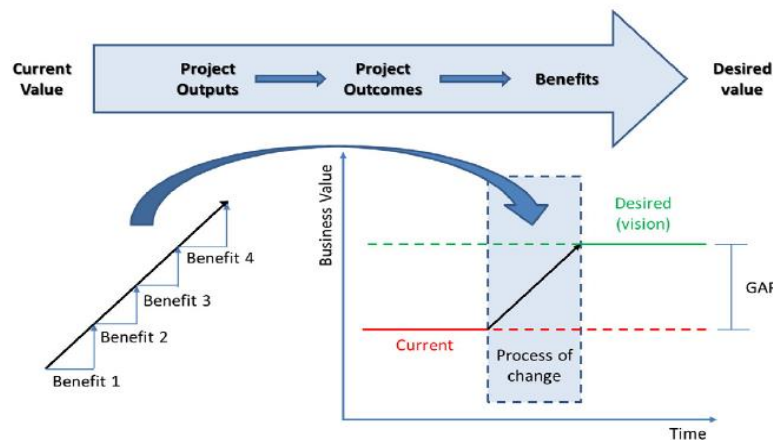 Current
Value
Project
Outputs
Project
Outcomes
Benefits
Desired
value
Benefit 1
Benefit 2
Benefit 3
Benefit 4
Business Value
Desired
(vision)
GAP
Current
Process of
change
Time